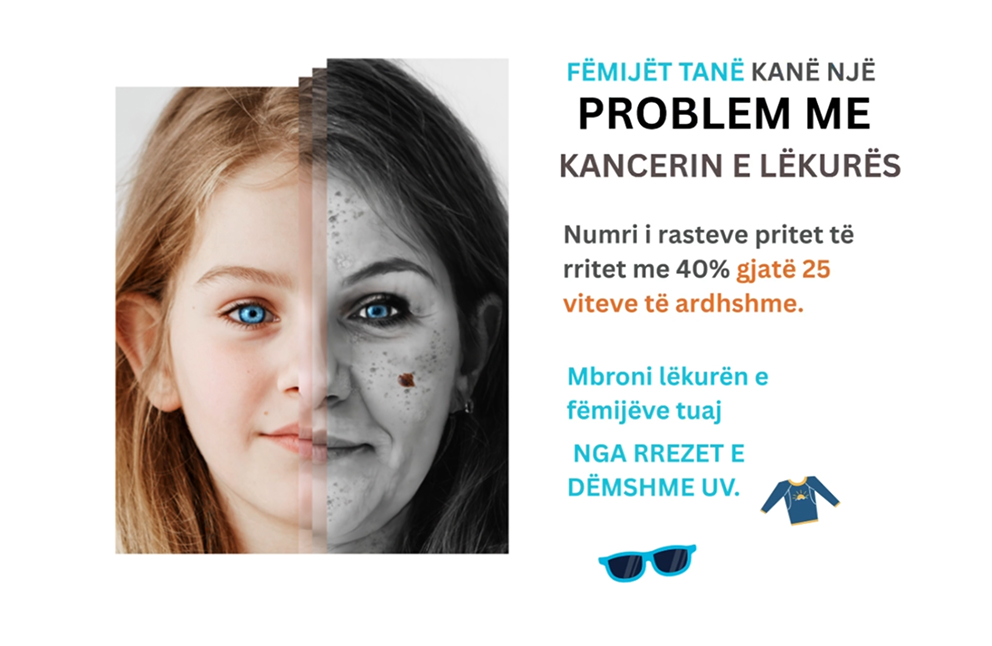 FËMIJËT TANË KANË NJË
PROBLEM ME
KANCERIN E LËKURËS
Numri i rasteve pritet të
rritet me 40% gjatë 25
viteve të ardhshme.
Mbroni lëkurën e
fëmijëve tuaj
NGA RREZET E
DËMSHME UV.